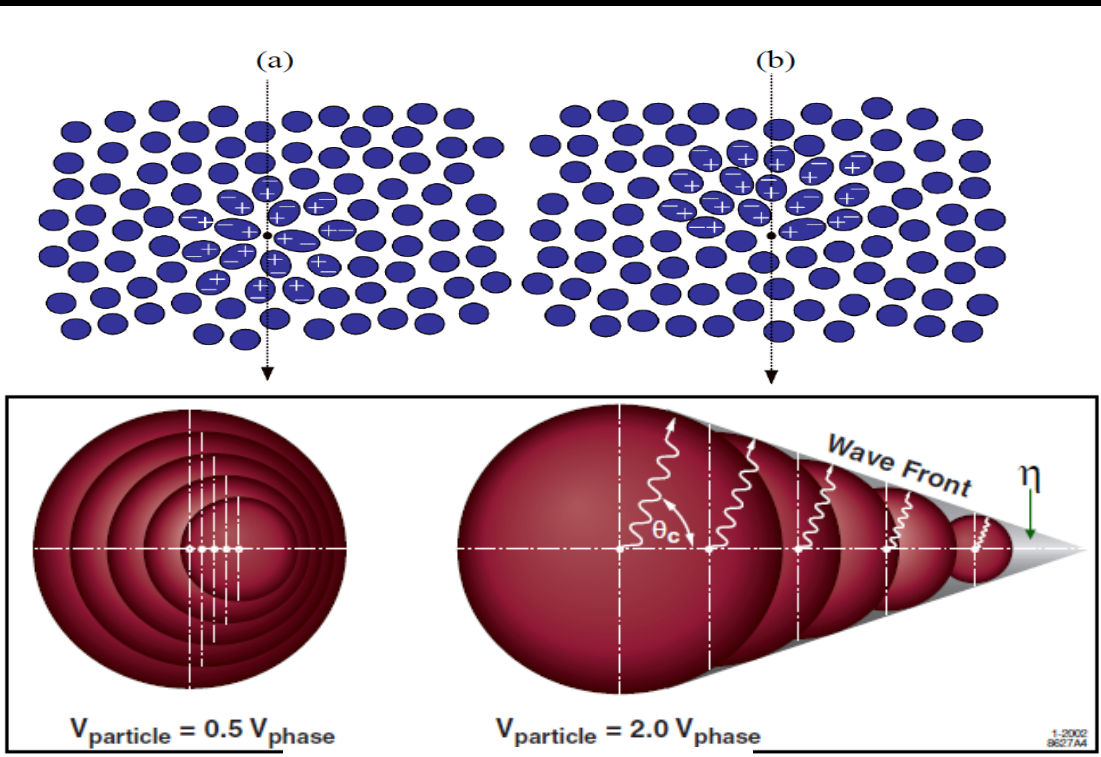 (a) (b)
Wave Front
η
θc
Vparticle = 0.5 Vphase
Vparticle = 2.0 Vphase
1-2002
8627A4